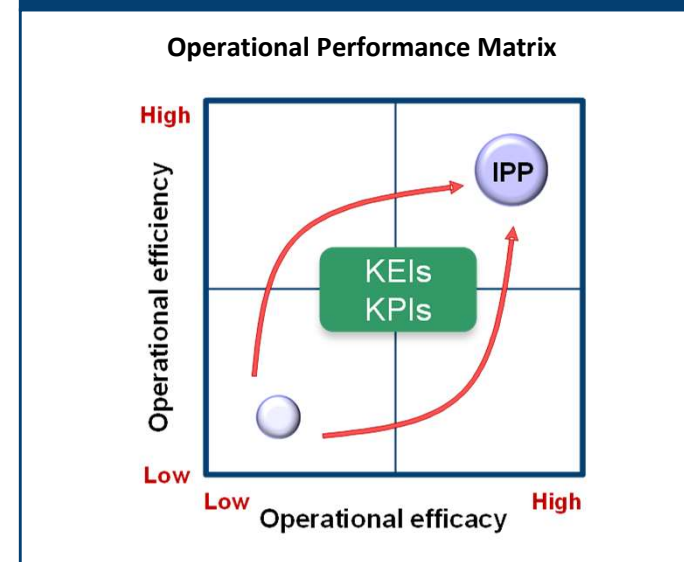 Operational Performance Matrix
High
Operational efficiency
IPP
KEIs
KPIs
Low
Low
High
Operational efficacy